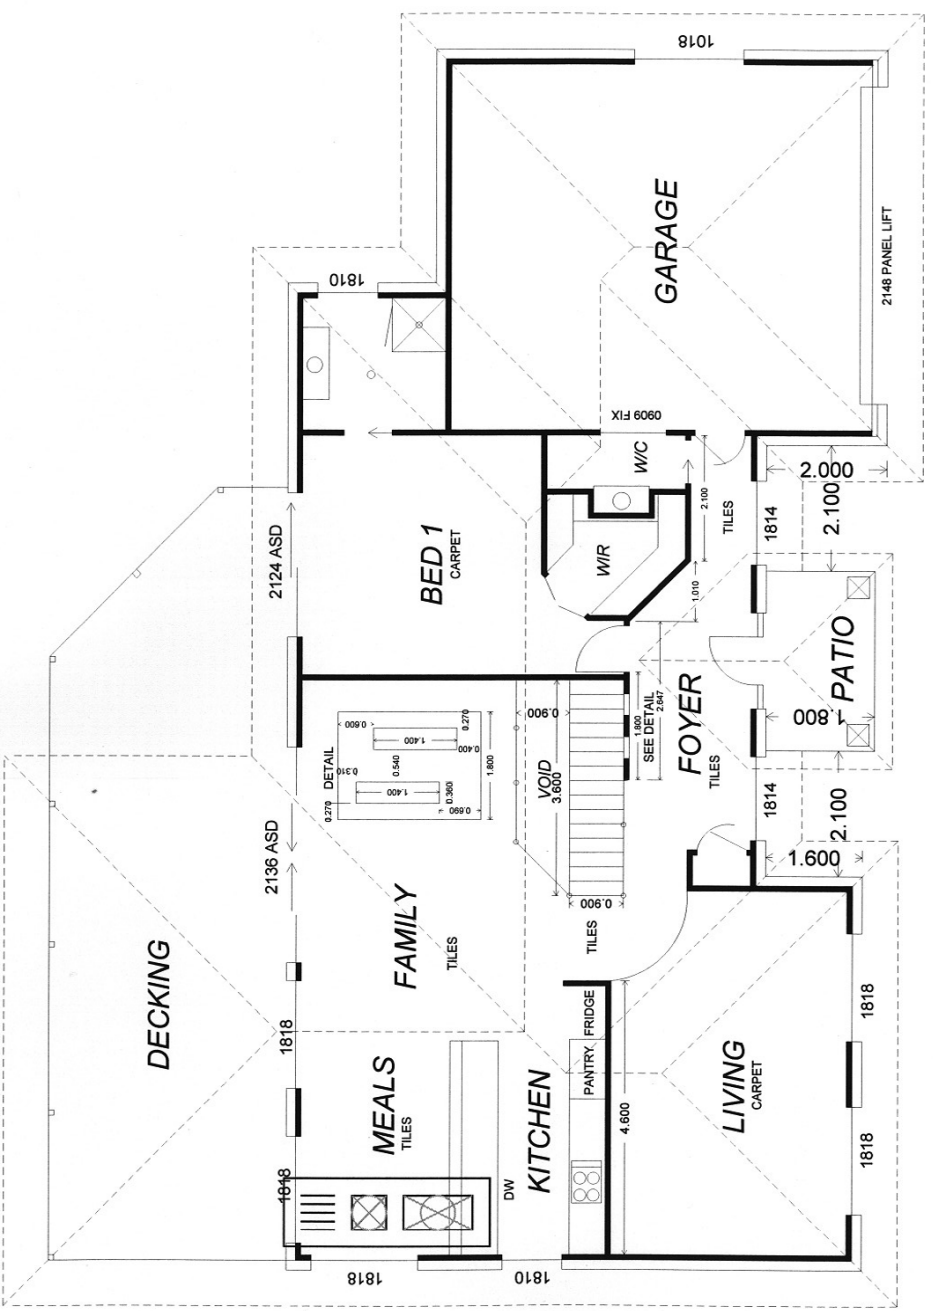 1018
GARAGE
2148 PANEL LIFT
1810
0909 FIX
W/C
2.000
2.100
2.100
TILES
1814
2124 ASD
BED 1
CARPET
W/R
1.010
PATIO
1.800
FOYER
TILES
2.647
1.800
SEE DETAIL
0.900
VOID
3.600
DETAIL
0.600
0.270
1.400
0.400
0.540
0.310
1.800
1.400
0.360
0.270
0.690
1814
2.100
1.600
0.900
2136 ASD
FAMILY
TILES
TILES
DECKING
1818
MEALS
TILES
KITCHEN
PANTRY
FRIDGE
4.600
LIVING
CARPET
1818
1818
1818
DW
1818
1810